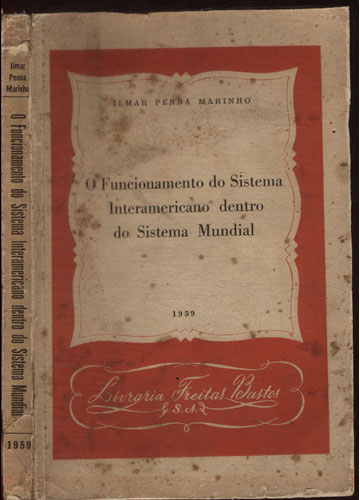 Ilmar
Penna
Marinho
O Funcionamento do Sistema Interamericano dentro do Sistema Mundial
1959
ILMAR PENNA MARINHO
O Funcionamento do Sistema
Interamericano dentro
do Sistema Mundial
1959
Livraria Freitas Bastos
S. A.